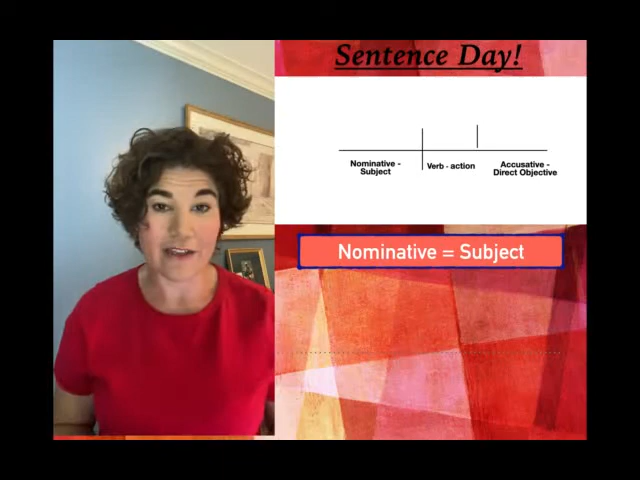 Sentence Day!
Nominative -
Subject
Verb - action
Accusative -
Direct Objective
Nominative = Subject